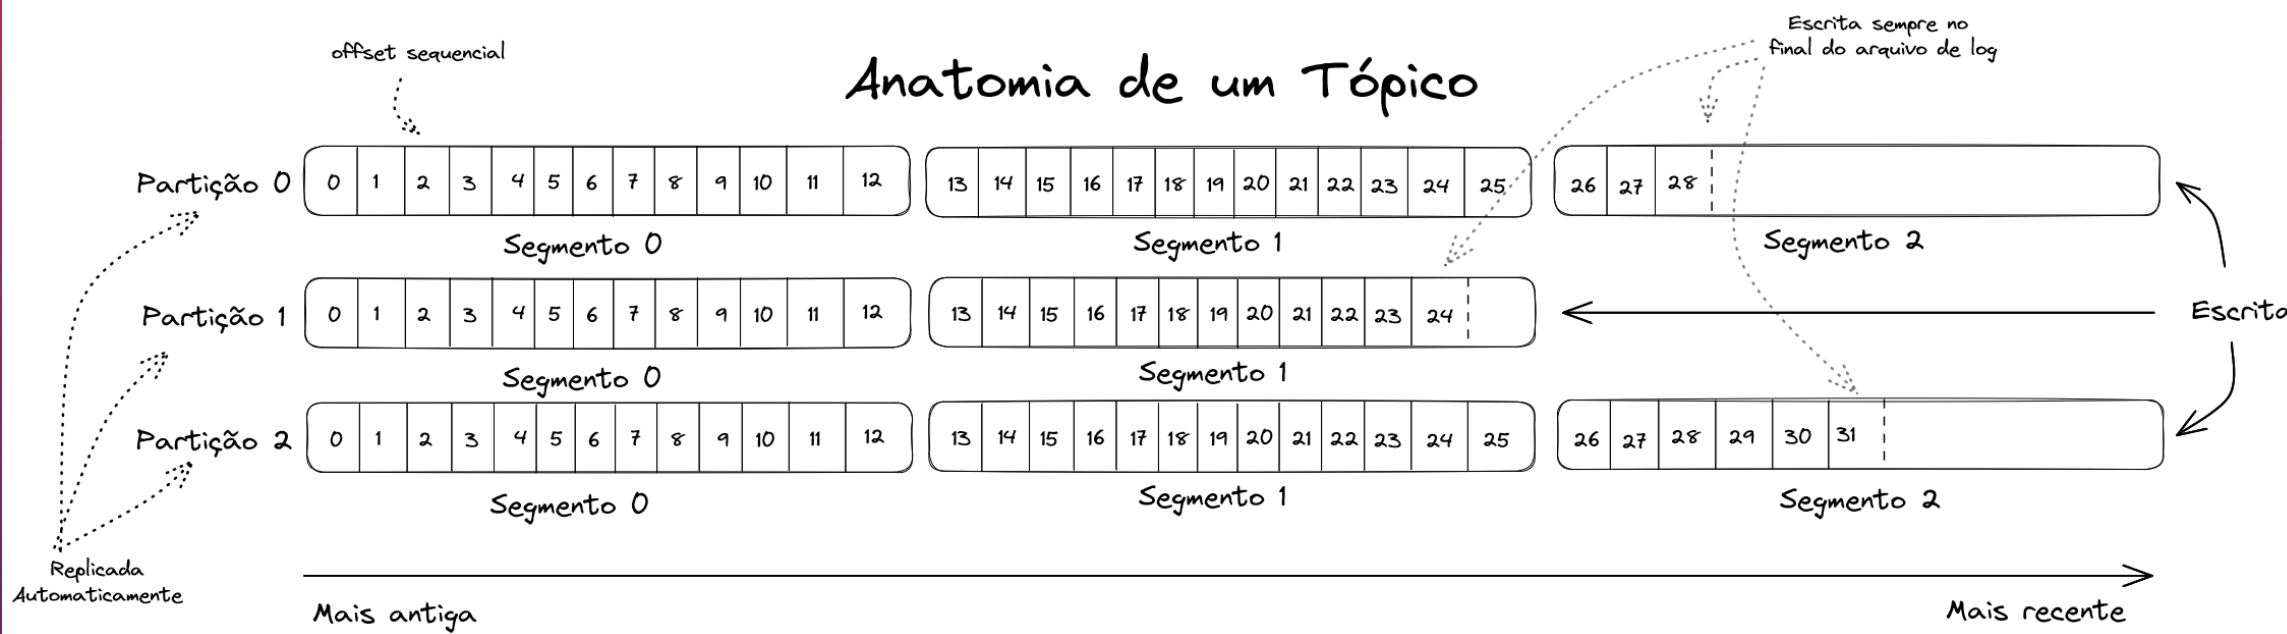 offset sequencial
Anatomia de um Tópico
Escrita sempre no
final do arquivo de log
Partição 0 0 1 2 3 4 5 6 7 8 9 10 11 12 13 14 15 16 17 18 19 20 21 22 23 24 25 26 27 28
Segmento 0 Segmento 1 Segmento 2
Partição 1 0 1 2 3 4 5 6 7 8 9 10 11 12 13 14 15 16 17 18 19 20 21 22 23 24 Escrita
Segmento 0 Segmento 1
Partição 2 0 1 2 3 4 5 6 7 8 9 10 11 12 13 14 15 16 17 18 19 20 21 22 23 24 25 26 27 28 29 30 31
Segmento 0 Segmento 1 Segmento 2
Replicada
Automaticamente
Mais antiga Mais recente